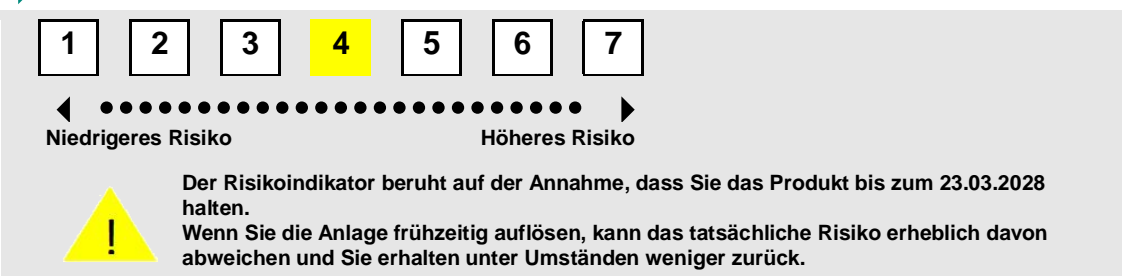 1 2 3 4 5 6 7
Niedrigeres Risiko Höheres Risiko
Der Risikoindikator beruht auf der Annahme, dass Sie das Produkt bis zum 23.03.2028
halten.
Wenn Sie die Anlage frühzeitig auflösen, kann das tatsächliche Risiko erheblich davon
abweichen und Sie erhalten unter Umständen weniger zurück.
!